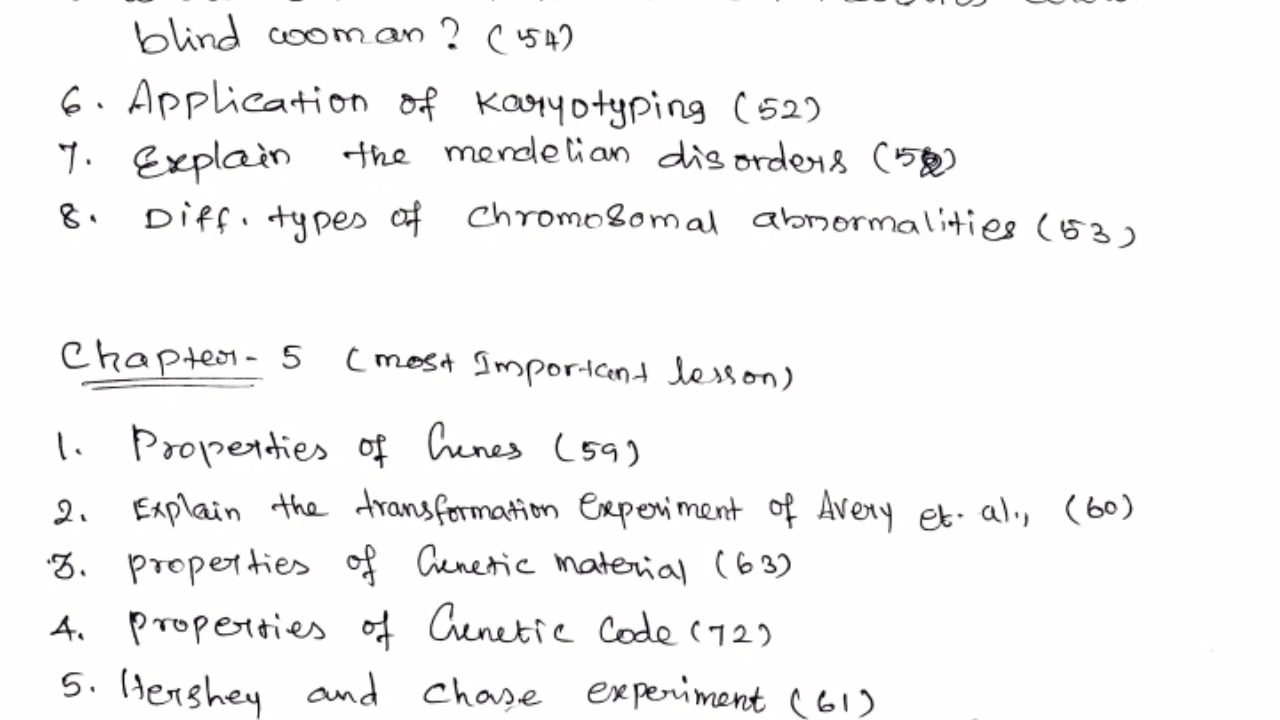 blind woman? (54)
6. Application of Karyotyping (52)
7. Explain the mendelian disorders (52)
8. Diff. types of Chromosomal abnormalities (53)
Chapter - 5 (most Important lesson)
1. Properties of Genes (59)
2. Explain the transformation Experiment of Avery et. al., (60)
3. properties of Genetic material (63)
4. properties of Genetic Code (72)
5. Hershey and chase experiment (61)